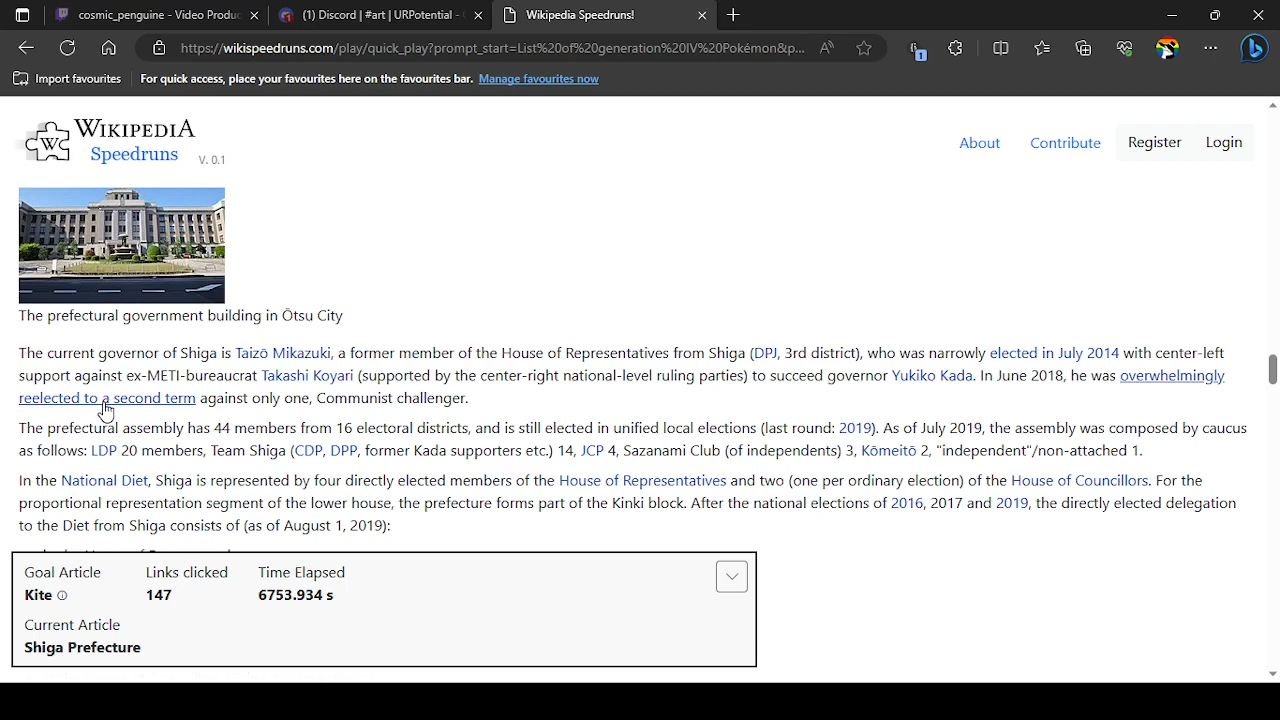 cosmic_penguine - Video Produc
(1) Discord | #art | URPotential -
Wikipedia Speedruns!
https://wikispeedruns.com/play/quick_play?prompt_start=List%20of%20generation%20IV%20Pokémon&p...
1
Import favourites
For quick access, place your favourites here on the favourites bar. Manage favourites now
WIKIPEDIA
Speedruns V. 0.1
W
About Contribute Register Login
The prefectural government building in Ōtsu City
The current governor of Shiga is Taizō Mikazuki, a former member of the House of Representatives from Shiga (DPJ, 3rd district), who was narrowly elected in July 2014 with center-left
support against ex-METI-bureaucrat Takashi Koyari (supported by the center-right national-level ruling parties) to succeed governor Yukiko Kada. In June 2018, he was overwhelmingly
reelected to a second term against only one, Communist challenger.
The prefectural assembly has 44 members from 16 electoral districts, and is still elected in unified local elections (last round: 2019). As of July 2019, the assembly was composed by caucus
as follows: LDP 20 members, Team Shiga (CDP, DPP, former Kada supporters etc.) 14, JCP 4, Sazanami Club (of independents) 3, Kōmeitō 2, "independent"/non-attached 1.
In the National Diet, Shiga is represented by four directly elected members of the House of Representatives and two (one per ordinary election) of the House of Councillors. For the
proportional representation segment of the lower house, the prefecture forms part of the Kinki block. After the national elections of 2016, 2017 and 2019, the directly elected delegation
to the Diet from Shiga consists of (as of August 1, 2019):
Goal Article Links clicked Time Elapsed
Kite 147 6753.934 s
Current Article
Shiga Prefecture